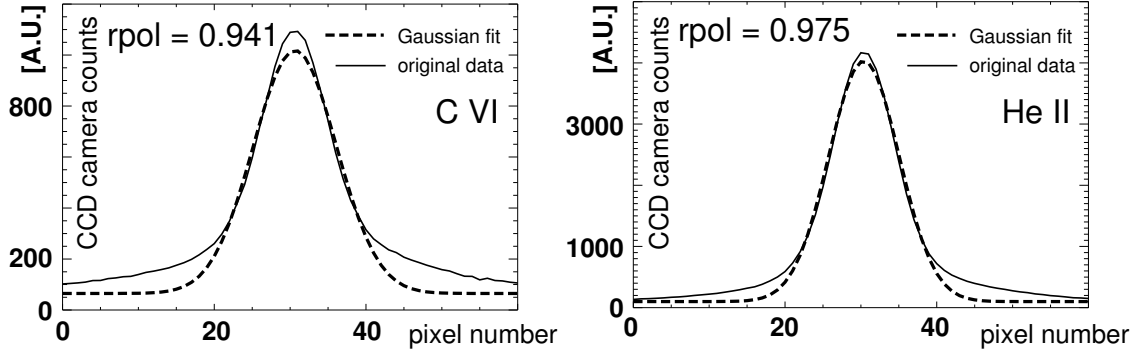 [A.U.]
CCD camera counts
rpol = 0.941
Gaussian fit
original data
C VI
800
200
0
0
20
40
pixel number
[A.U.]
CCD camera counts
rpol = 0.975
Gaussian fit
original data
He II
3000
1000
0
0
20
40
pixel number